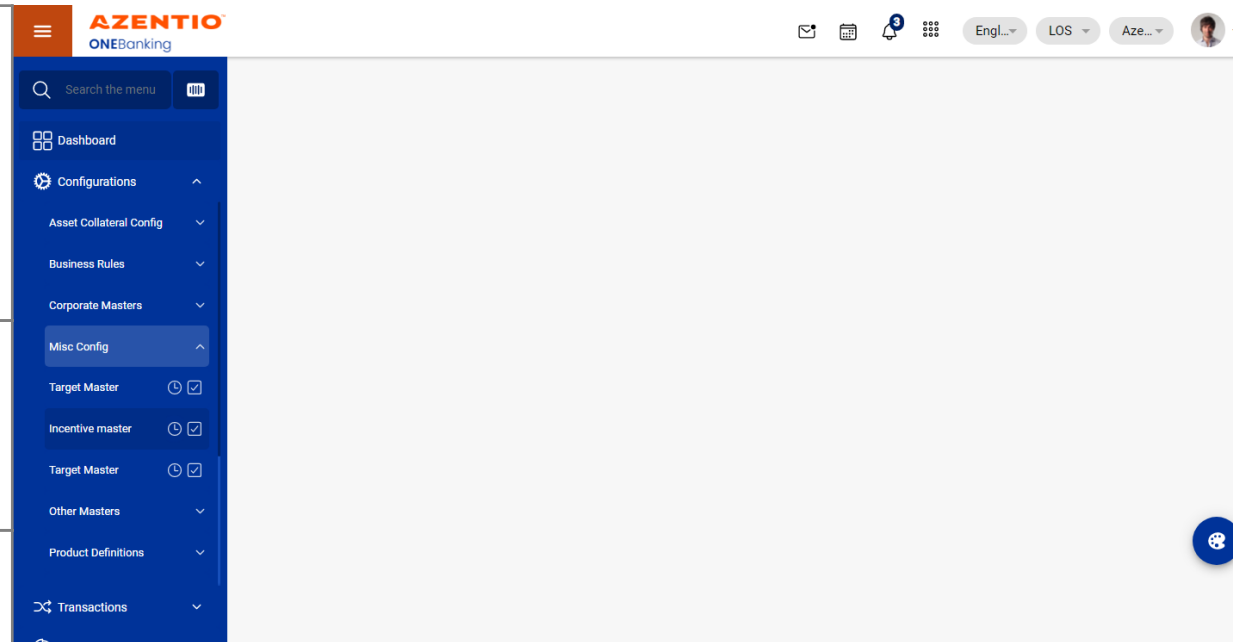 AZENTIO
ONEBanking
3
Engl...
LOS
Aze...
Search the menu
Dashboard
Configurations
Asset Collateral Config
Business Rules
Corporate Masters
Misc Config
Target Master
Incentive master
Target Master
Other Masters
Product Definitions
Transactions